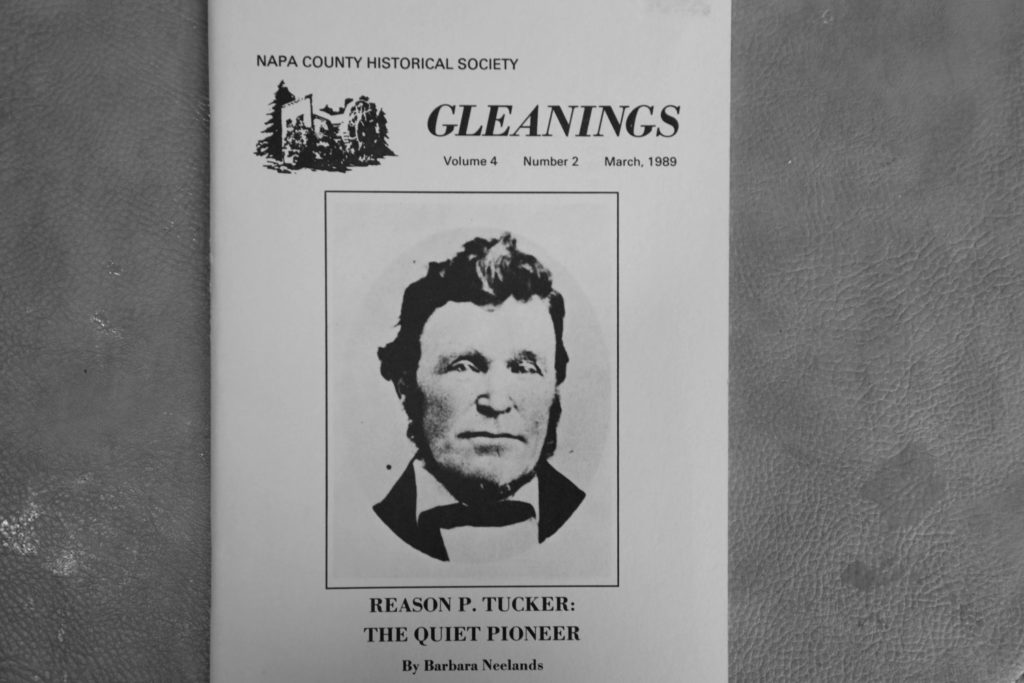 NAPA COUNTY HISTORICAL SOCIETY
GLEANINGS
Volume 4 Number 2 March, 1989
REASON P. TUCKER:
THE QUIET PIONEER
By Barbara Neelands